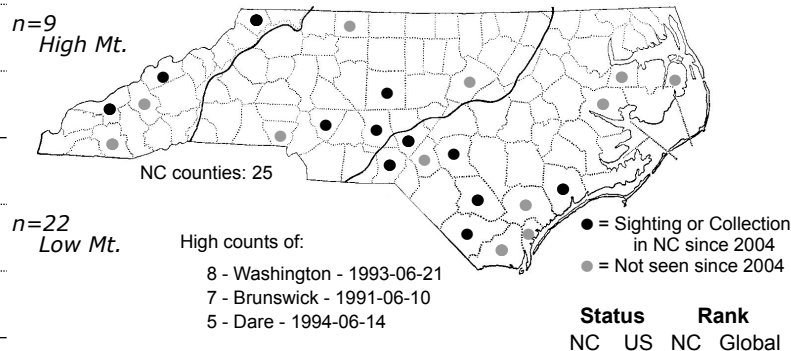 n=9
High Mt.
NC counties: 25
n=22
Low Mt.
High counts of:
8 - Washington - 1993-06-21
7 - Brunswick - 1991-06-10
5 - Dare - 1994-06-14
= Sighting or Collection
in NC since 2004
= Not seen since 2004
Status Rank
NC US NC Global